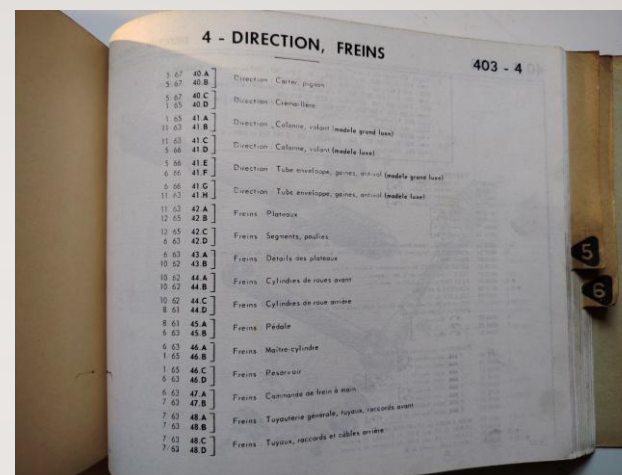 4 - DIRECTION, FREINS
403 - 4
5 67 40.A
5 67 40.B Direction : Carter, pignon
5 67 40.C
1 65 40.D Direction : Crémaillère
1 65 41.A
11 63 41.B Direction : Colonne, volant (modèle grand luxe)
11 63 41.C
5 66 41.D Direction : Colonne, volant (modèle luxe)
5 66 41.E
6 66 41.F Direction : Tube enveloppe, gaines, antivol (modèle grand luxe)
6 66 41.G
11 63 41.H Direction : Tube enveloppe, gaines, antivol (modèle luxe)
11 63 42.A
12 65 42.B Freins : Plateaux
12 65 42.C
6 63 42.D Freins : Segments, poulies
6 63 43.A
10 62 43.B Freins : Détails des plateaux
10 62 44.A
10 62 44.B Freins : Cylindres de roues avant
10 62 44.C
8 61 44.D Freins : Cylindres de roue arrière
8 61 45.A
6 63 45.B Freins : Pédale
6 63 46.A
1 65 46.B Freins : Maître-cylindre
1 65 46.C
6 63 46.D Freins : Réservoir
6 63 47.A
7 63 47.B Freins : Commande de frein à main
7 63 48.A
7 63 48.B Freins : Tuyauterie générale, tuyaux, raccords avant
7 63 48.C
7 63 48.D Freins : Tuyaux, raccords et câbles arrière
5
6